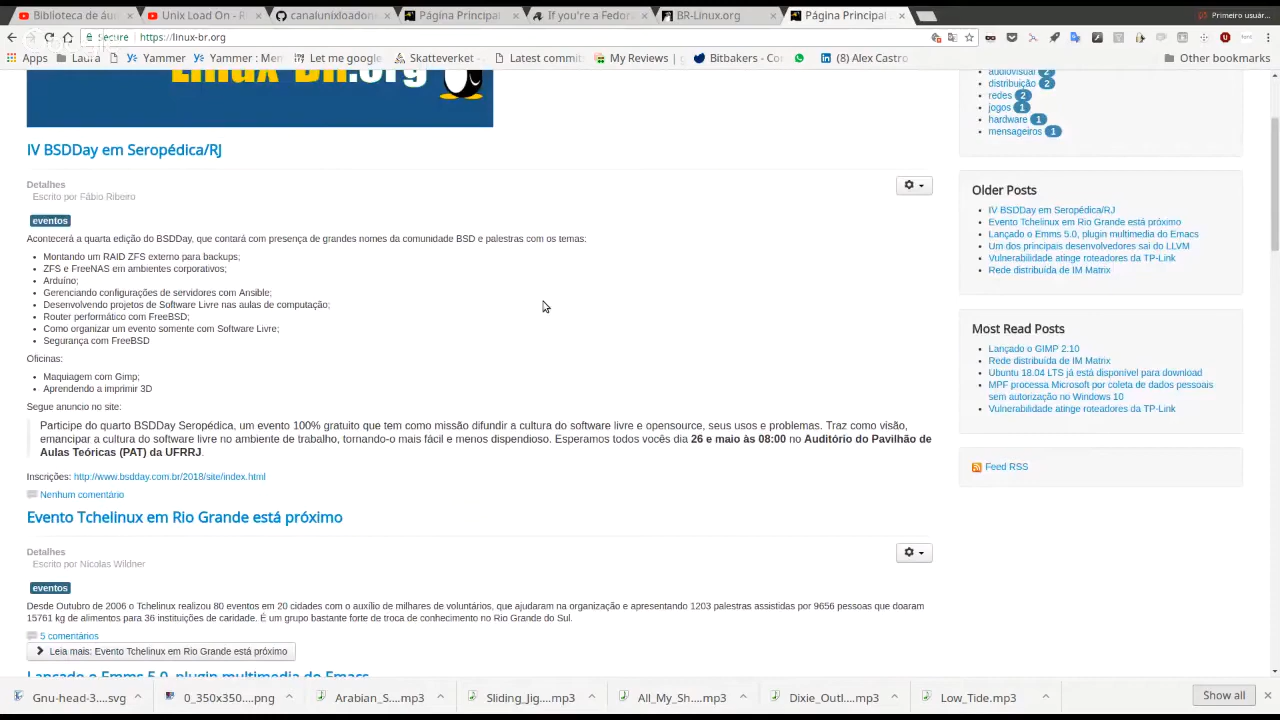 Biblioteca de áu
Unix Load On - R
canalunixloadon
Página Principal
If you're a Fedora
BR-Linux.org
Página Principal
Primeiro usuár...
Secure https://linux-br.org
Apps Laura Yammer Yammer : Me Let me google Skatteverket - Latest commit My Reviews | g Bitbakers - Cor (8) Alex Castro Other bookmarks
Linux-Br.org
audiovisual 2
distribuição 2
redes 2
jogos 1
hardware 1
mensageiros 1
IV BSDDay em Seropédica/RJ
Detalhes
Escrito por Fábio Ribeiro
eventos
Acontecerá a quarta edição do BSDDay, que contará com presença de grandes nomes da comunidade BSD e palestras com os temas:
Montando um RAID ZFS externo para backups;
ZFS e FreeNAS em ambientes corporativos;
Arduíno;
Gerenciando configurações de servidores com Ansible;
Desenvolvendo projetos de Software Livre nas aulas de computação;
Router performático com FreeBSD;
Como organizar um evento somente com Software Livre;
Segurança com FreeBSD
Oficinas:
Maquiagem com Gimp;
Aprendendo a imprimir 3D
Segue anuncio no site:
Participe do quarto BSDDay Seropédica, um evento 100% gratuito que tem como missão difundir a cultura do software livre e opensource, seus usos e problemas. Traz como visão,
emancipar a cultura do software livre no ambiente de trabalho, tornando-o mais fácil e menos dispendioso. Esperamos todos vocês dia 26 e maio às 08:00 no Auditório do Pavilhão de
Aulas Teóricas (PAT) da UFRRJ.
Inscrições: http://www.bsdday.com.br/2018/site/index.html
Nenhum comentário
Evento Tchelinux em Rio Grande está próximo
Detalhes
Escrito por Nícolas Wildner
eventos
Desde Outubro de 2006 o Tchelinux realizou 80 eventos em 20 cidades com o auxílio de milhares de voluntários, que ajudaram na organização e apresentando 1203 palestras assistidas por 9656 pessoas que doaram
15761 kg de alimentos para 36 instituições de caridade. É um grupo bastante forte de troca de conhecimento no Rio Grande do Sul.
5 comentários
Leia mais: Evento Tchelinux em Rio Grande está próximo
Lançado o Emms 5.0, plugin multimedia do Emacs
Older Posts
IV BSDDay em Seropédica/RJ
Evento Tchelinux em Rio Grande está próximo
Lançado o Emms 5.0, plugin multimedia do Emacs
Um dos principais desenvolvedores sai do LLVM
Vulnerabilidade atinge roteadores da TP-Link
Rede distribuída de IM Matrix
Most Read Posts
Lançado o GIMP 2.10
Rede distribuída de IM Matrix
Ubuntu 18.04 LTS já está disponível para download
MPF processa Microsoft por coleta de dados pessoais
sem autorização no Windows 10
Vulnerabilidade atinge roteadores da TP-Link
Feed RSS
Gnu-head-3....svg
0_350x350....png
Arabian_S....mp3
Sliding_Jig....mp3
All_My_Sh....mp3
Dixie_Outl....mp3
Low_Tide.mp3
Show all